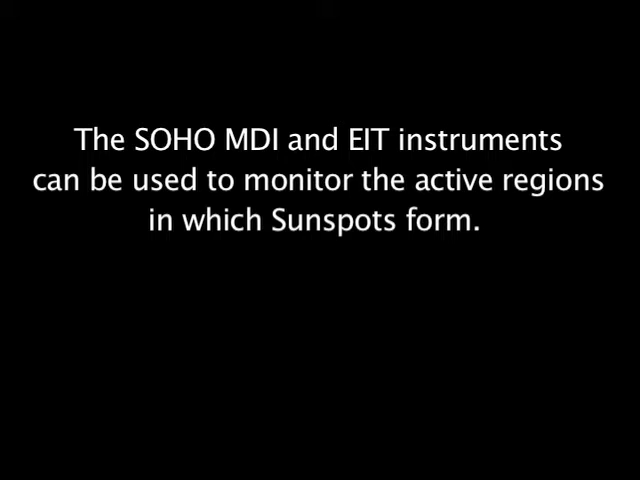 The SOHO MDI and EIT instruments
can be used to monitor the active regions
in which Sunspots form.